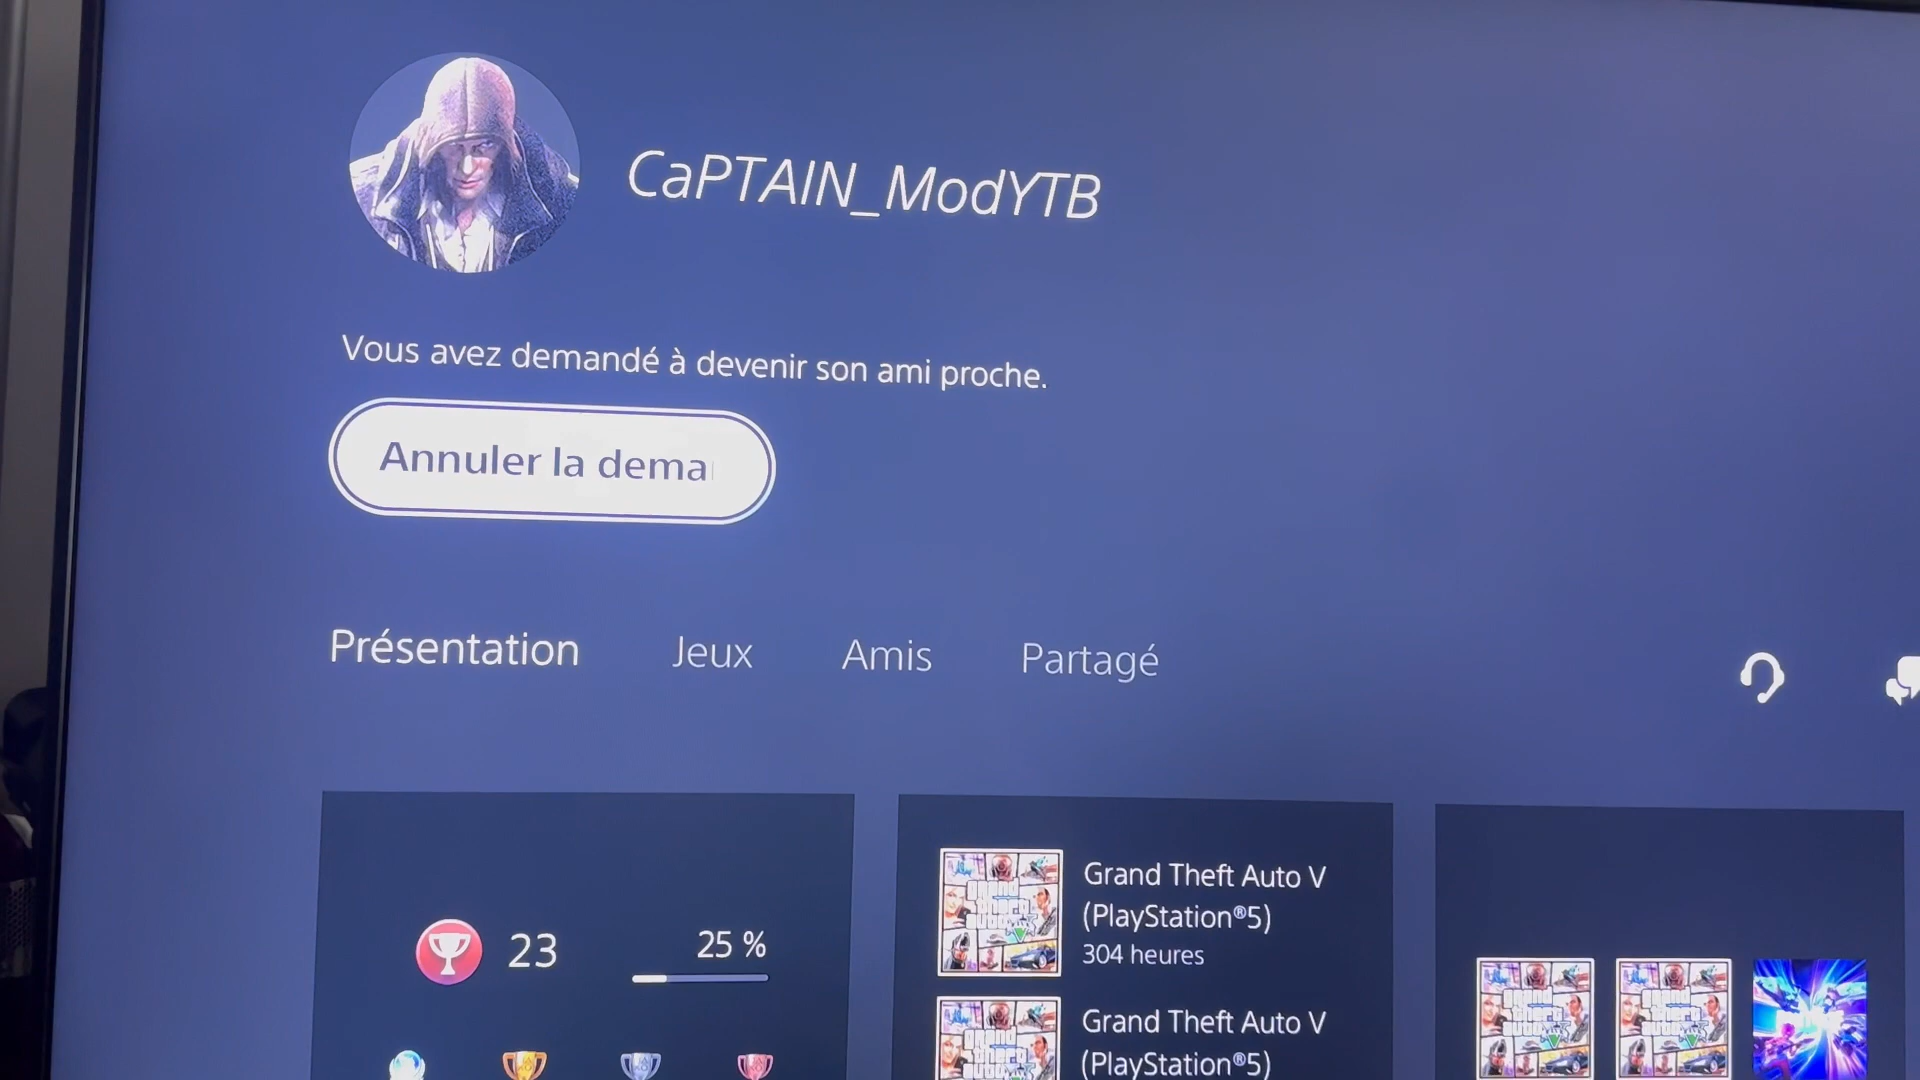 CaPTAIN_ModYTB
Vous avez demandé à devenir son ami proche.
Annuler la dema
Présentation
Jeux
Amis
Partagé
23
25 %
Grand Theft Auto V
(PlayStation®5)
304 heures
Grand Theft Auto V
(PlayStation®5)